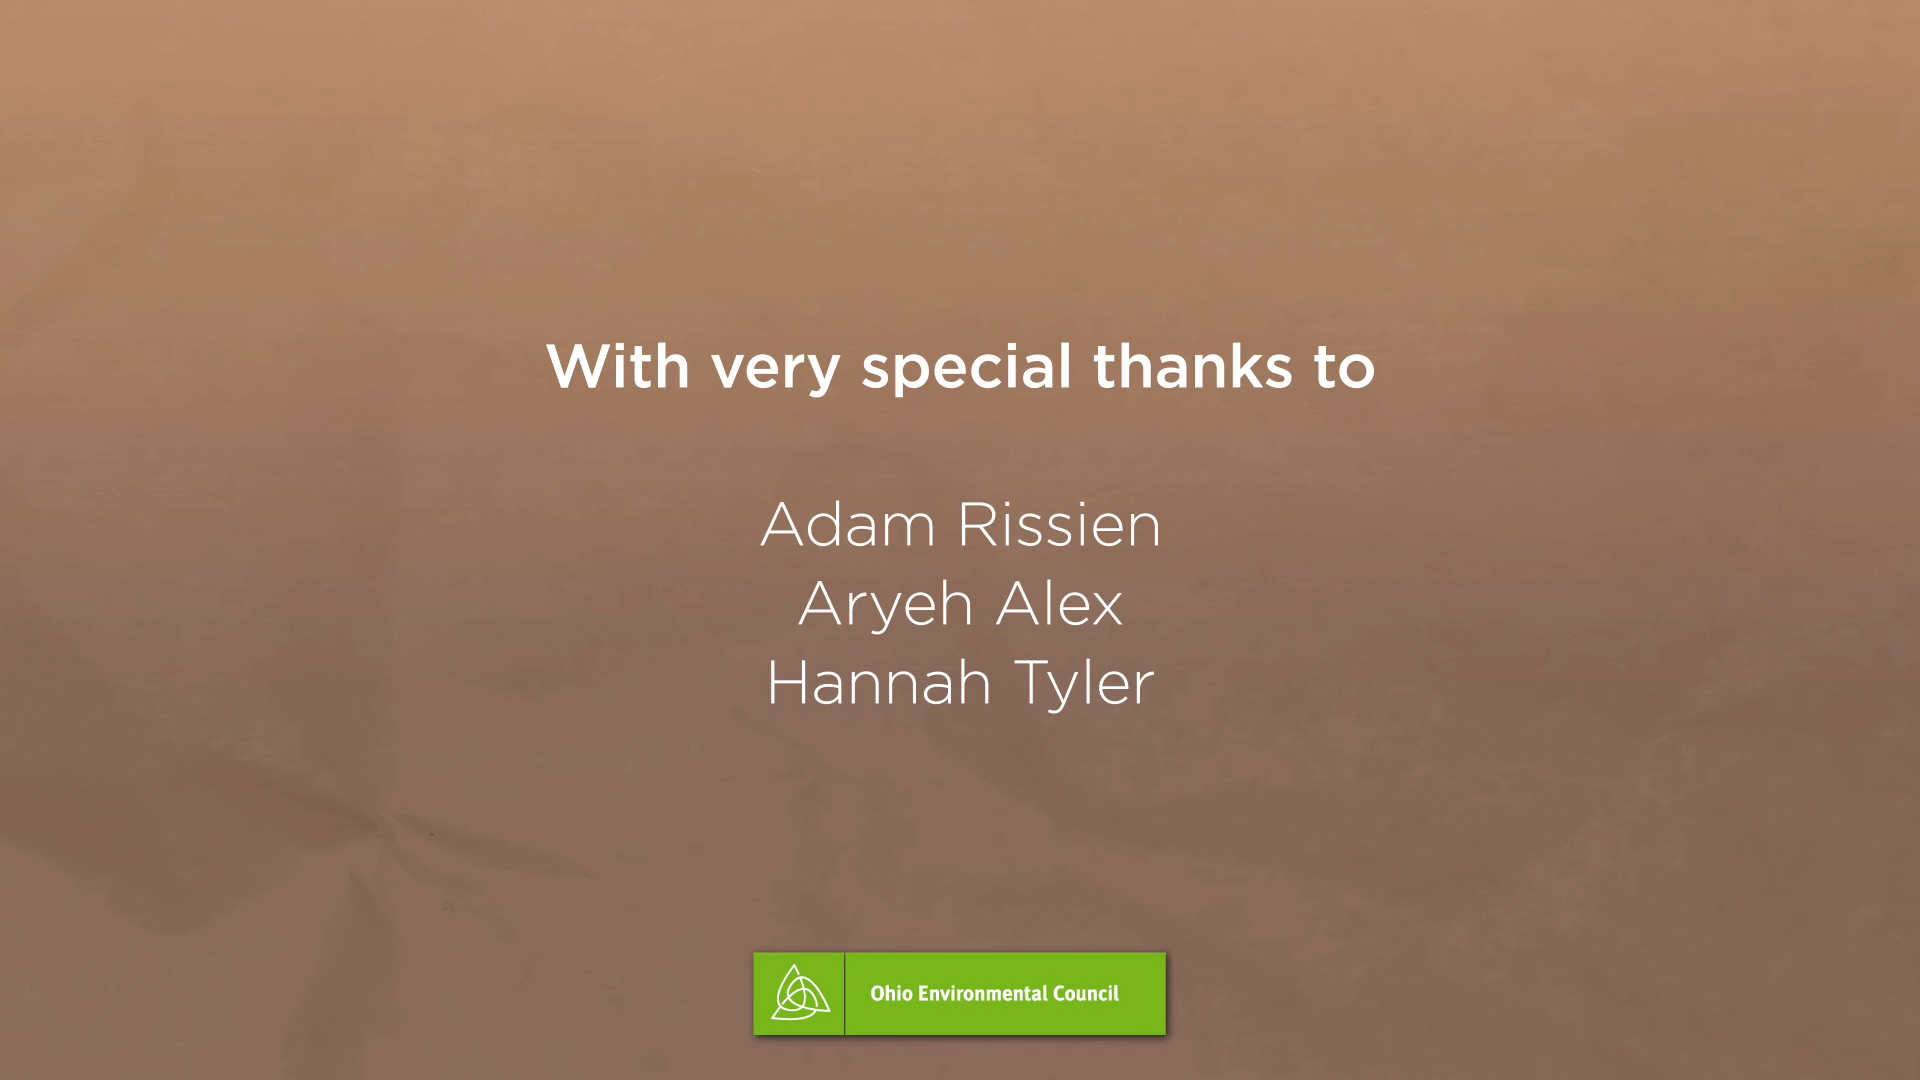 With very special thanks to
Adam Rissien
Aryeh Alex
Hannah Tyler
Ohio Environmental Council